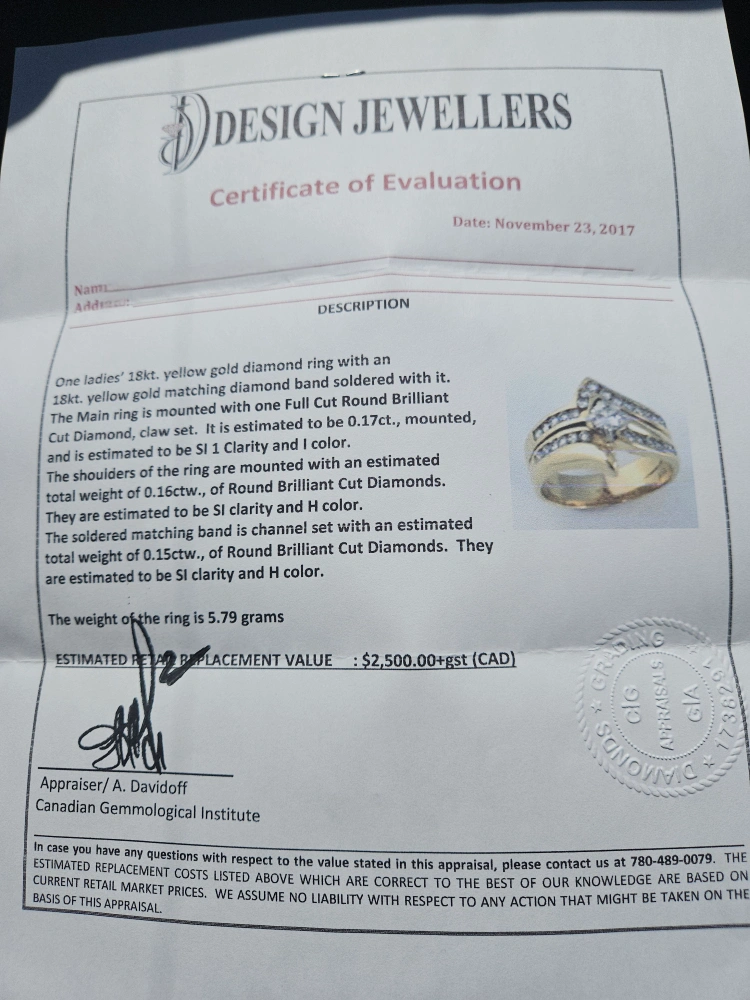 DESIGN JEWELLERS
Certificate of Evaluation
Date: November 23, 2017
Name
Address:
DESCRIPTION
One ladies' 18kt. yellow gold diamond ring with an
18kt. yellow gold matching diamond band soldered with it.
The Main ring is mounted with one Full Cut Round Brilliant
Cut Diamond, claw set. It is estimated to be 0.17ct., mounted,
and is estimated to be SI 1 Clarity and I color.
The shoulders of the ring are mounted with an estimated
total weight of 0.16ctw., of Round Brilliant Cut Diamonds.
They are estimated to be SI clarity and H color.
The soldered matching band is channel set with an estimated
total weight of 0.15ctw., of Round Brilliant Cut Diamonds. They
are estimated to be SI clarity and H color.
The weight of the ring is 5.79 grams
ESTIMATED RETAIL REPLACEMENT VALUE : $2,500.00+gst (CAD)
GRADING
CIG
APPRAISALS
GIA
DIAMONDS
Appraiser/ A. Davidoff
Canadian Gemmological Institute
In case you have any questions with respect to the value stated in this appraisal, please contact us at 780-489-0079. THE
ESTIMATED REPLACEMENT COSTS LISTED ABOVE WHICH ARE CORRECT TO THE BEST OF OUR KNOWLEDGE ARE BASED ON
CURRENT RETAIL MARKET PRICES. WE ASSUME NO LIABILITY WITH RESPECT TO ANY ACTION THAT MIGHT BE TAKEN ON THE
BASIS OF THIS APPRAISAL.